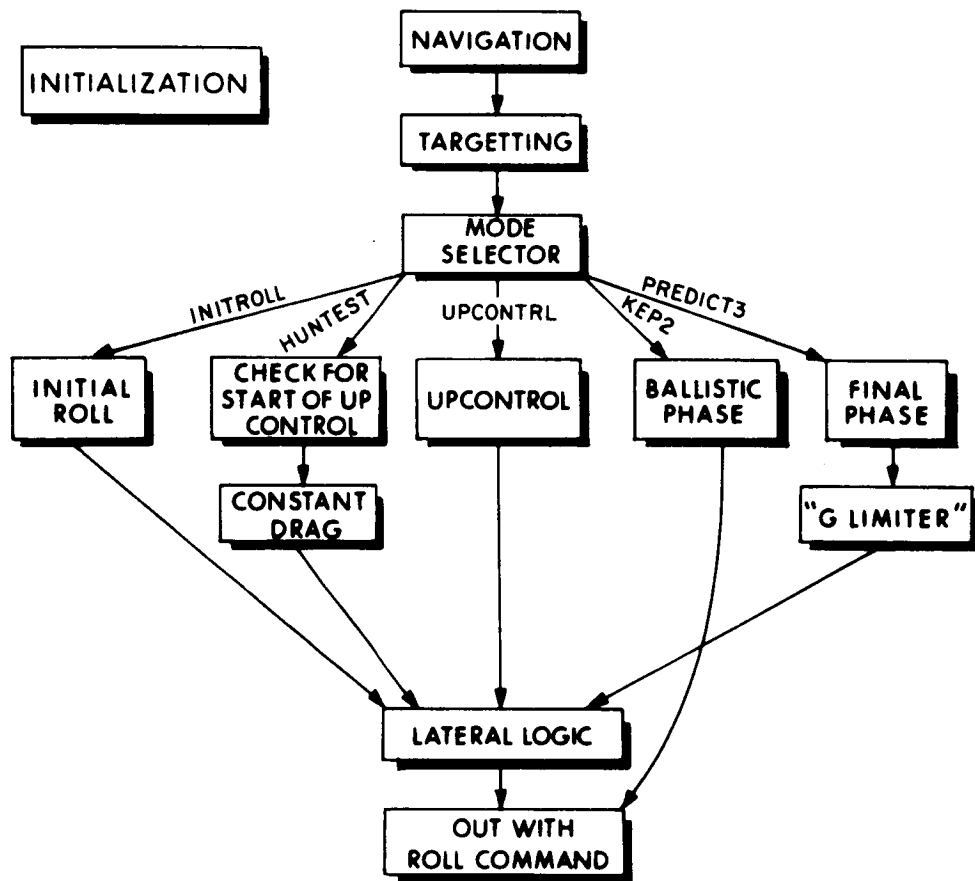 NAVIGATION
INITIALIZATION
TARGETTING
MODE
SELECTOR
INITROLL
HUNTEST
UPCONTRL
KEP2
PREDICT3
INITIAL
ROLL
CHECK FOR
START OF UP
CONTROL
UPCONTROL
BALLISTIC
PHASE
FINAL
PHASE
CONSTANT
DRAG
"G LIMITER"
LATERAL LOGIC
OUT WITH
ROLL COMMAND